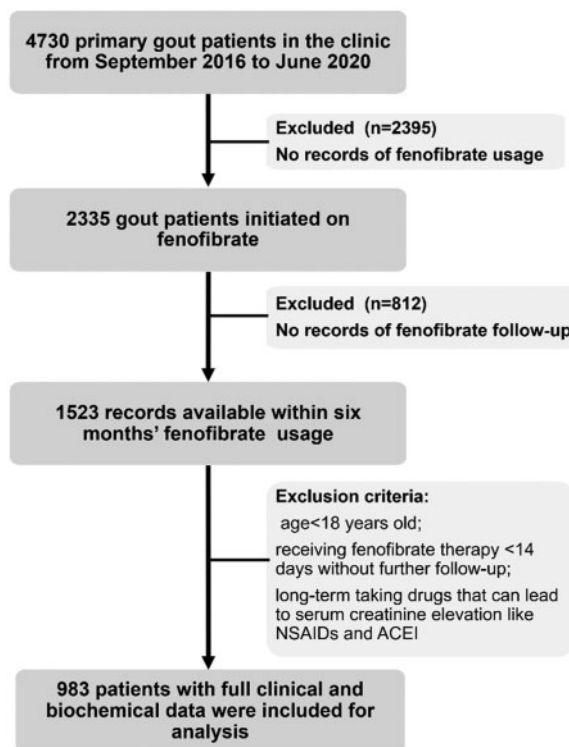 4730 primary gout patients in the clinic
from September 2016 to June 2020
Excluded (n=2395)
No records of fenofibrate usage
2335 gout patients initiated on
fenofibrate
Excluded (n=812)
No records of fenofibrate follow-up
1523 records available within six
months’ fenofibrate usage
Exclusion criteria:
age<18 years old;
receiving fenofibrate therapy <14
days without further follow-up;
long-term taking drugs that can lead
to serum creatinine elevation like
NSAIDs and ACEI
983 patients with full clinical and
biochemical data were included for
analysis